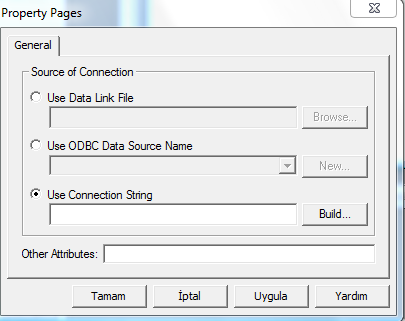 Property Pages
General
Source of Connection
Use Data Link File
Browse...
Use ODBC Data Source Name
New...
Use Connection String
Build...
Other Attributes:
Tamam İptal Uygula Yardım